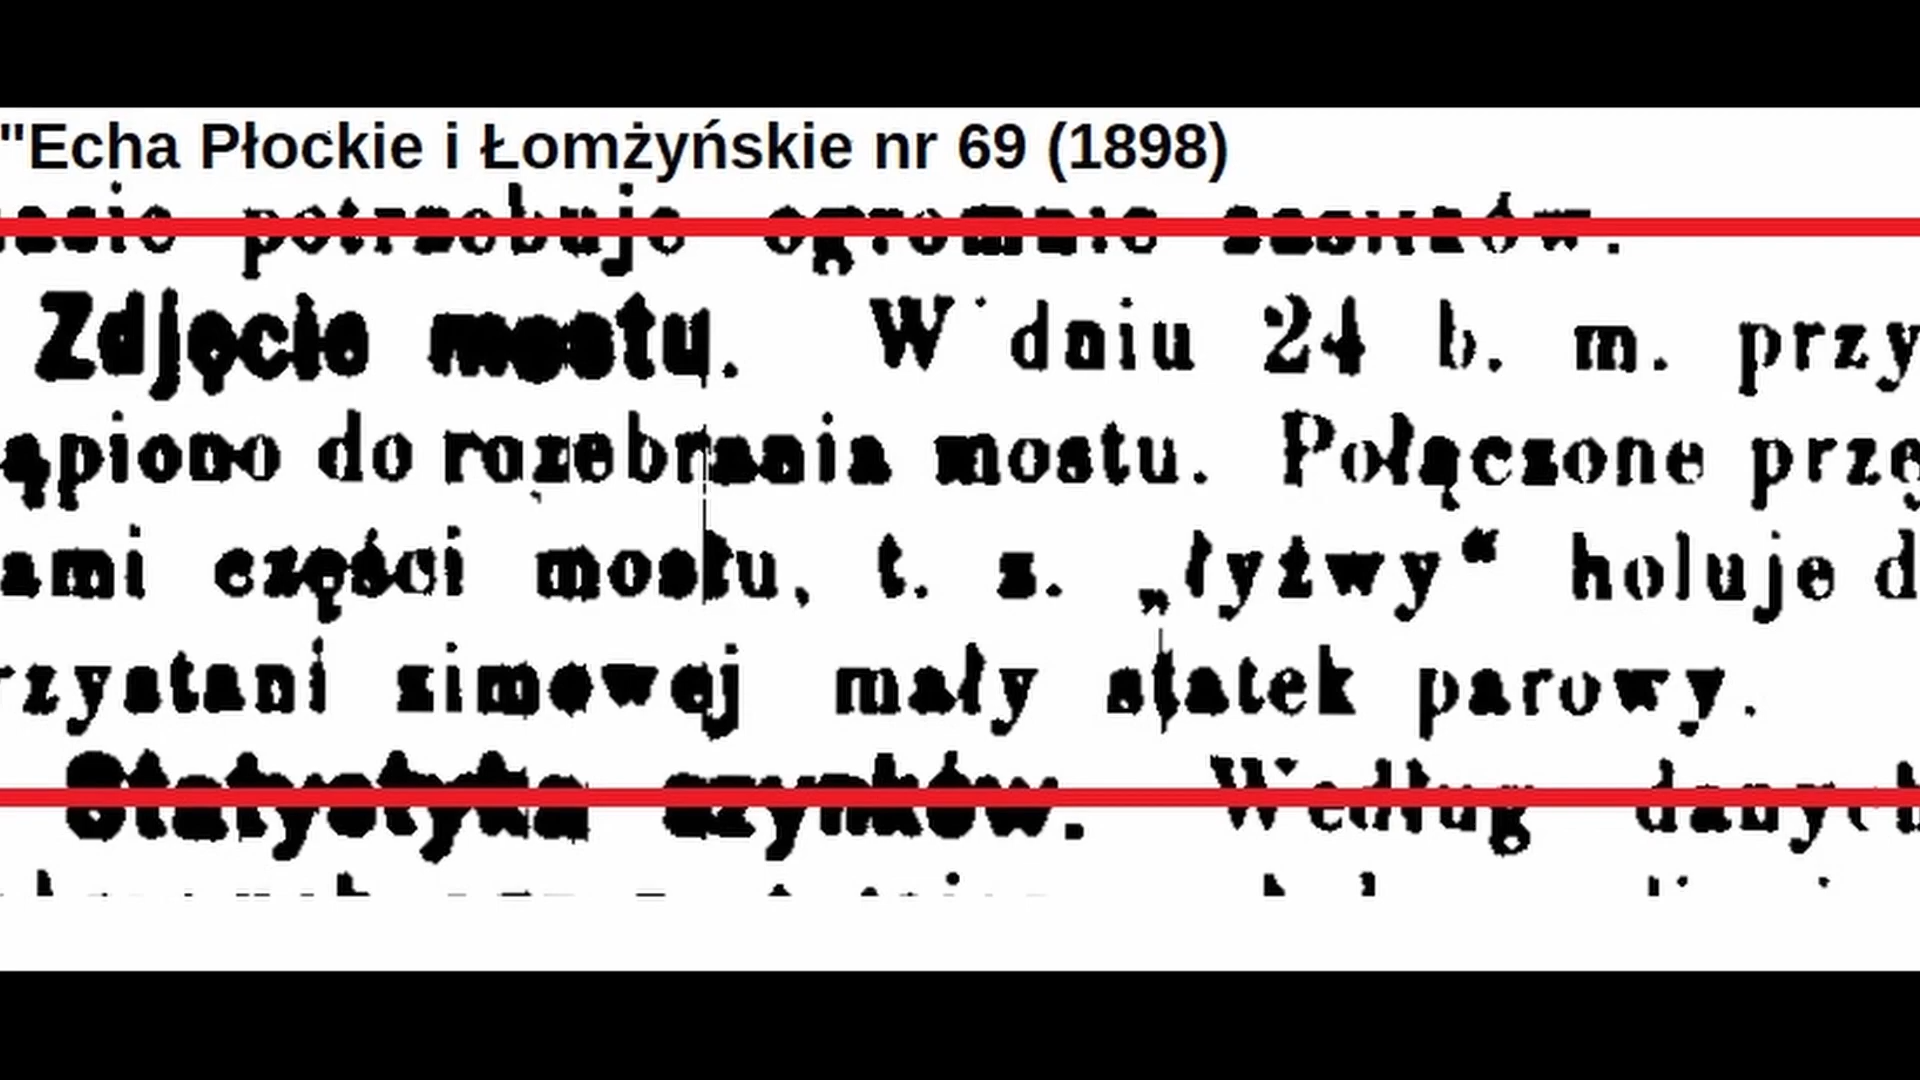 "Echa Płockie i Łomżyńskie nr 69 (1898)
potrzebuje ogromnie zasiłków.
Zdjęcie mostu. W dniu 24 b. m. przy
ąpiono do rozebrania mostu. Połączone przę
ami części mostu, t. z. „łyżwy“ holuje d
rzystani zimowej mały statek parowy.
Statystyka szynków. Według danych